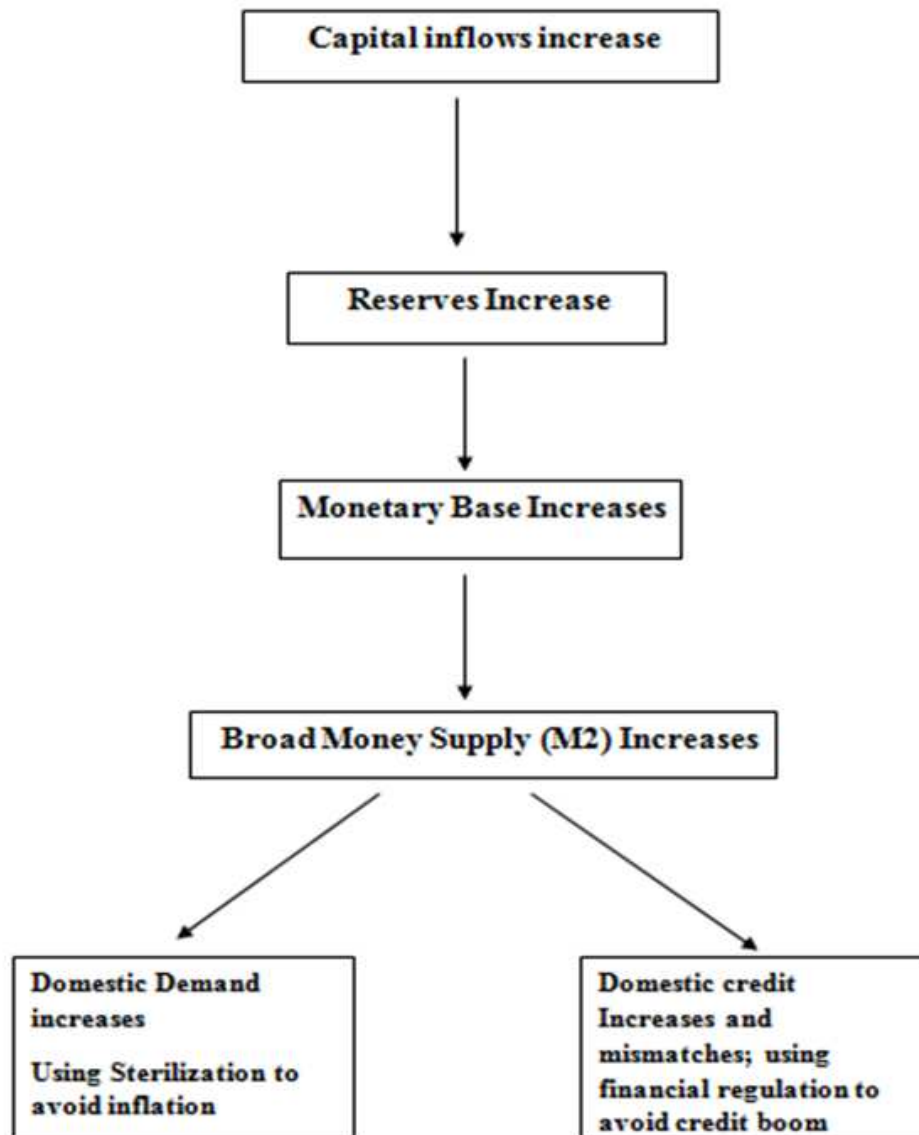 Capital inflows increase
Reserves Increase
Monetary Base Increases
Broad Money Supply (M2) Increases
Domestic Demand
increases
Using Sterilization to
avoid inflation
Domestic credit
Increases and
mismatches; using
financial regulation to
avoid credit boom